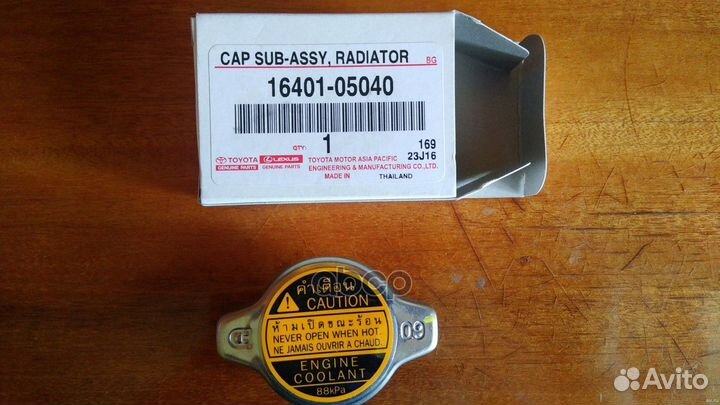 CAP SUB-ASSY, RADIATOR BG
16401-05040
QTY: 1 169
23J16
TOYOTA LEXUS TOYOTA MOTOR ASIA PACIFIC
GENUINE PARTS GENUINE PARTS ENGINEERING & MANUFACTURING CO.,LTD.
MADE IN THAILAND
คำเตือน
CAUTION
ห้ามเปิดขณะร้อน
NEVER OPEN WHEN HOT.
NE JAMAIS OUVRIR A CHAUD.
ENGINE
COOLANT
88kPa
09
Avito